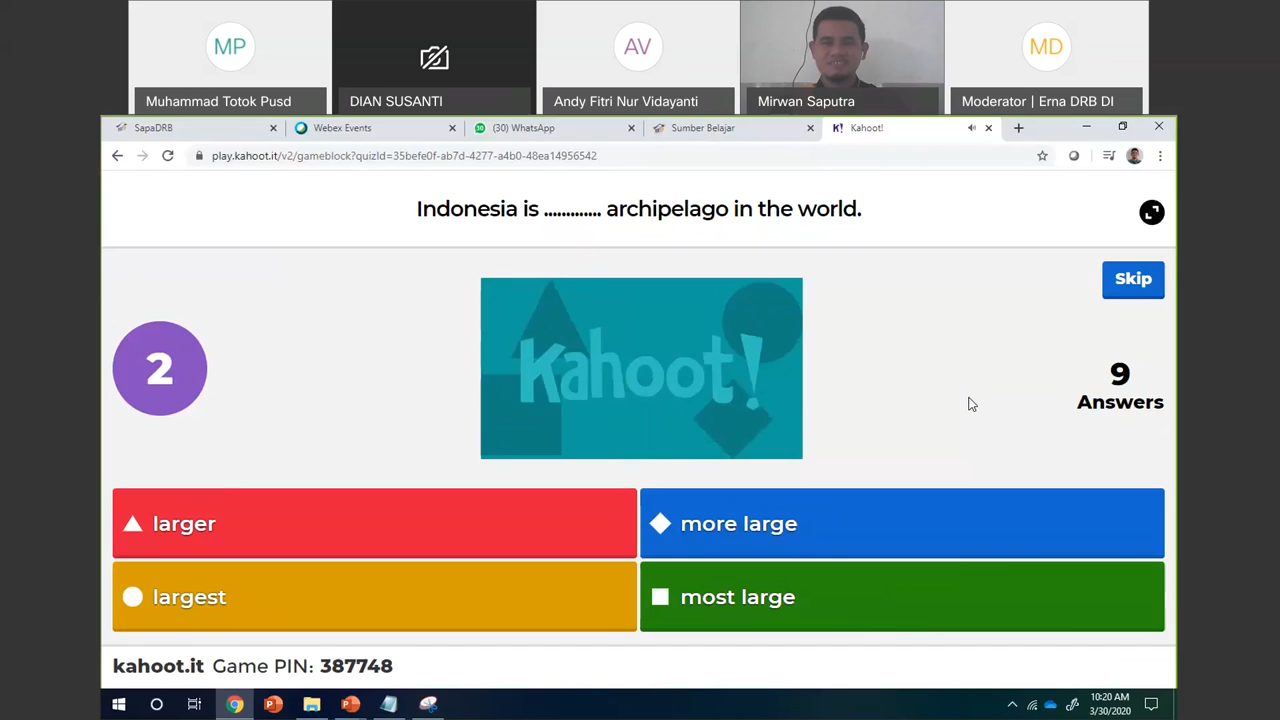 MP
AV
MD
Muhammad Totok Pusd
DIAN SUSANTI
Andy Fitri Nur Vidayanti
Mirwan Saputra
Moderator | Erna DRB DI
SapaDRB
Webex Events
(30) WhatsApp
Sumber Belajar
K! Kahoot!
play.kahoot.it/v2/gameblock?quizId=35befe0f-ab7d-4277-a4b0-48ea14956542
Indonesia is ............. archipelago in the world.
Skip
2
Kahoot!
9
Answers
larger
more large
largest
most large
kahoot.it Game PIN: 387748
10:20 AM
3/30/2020